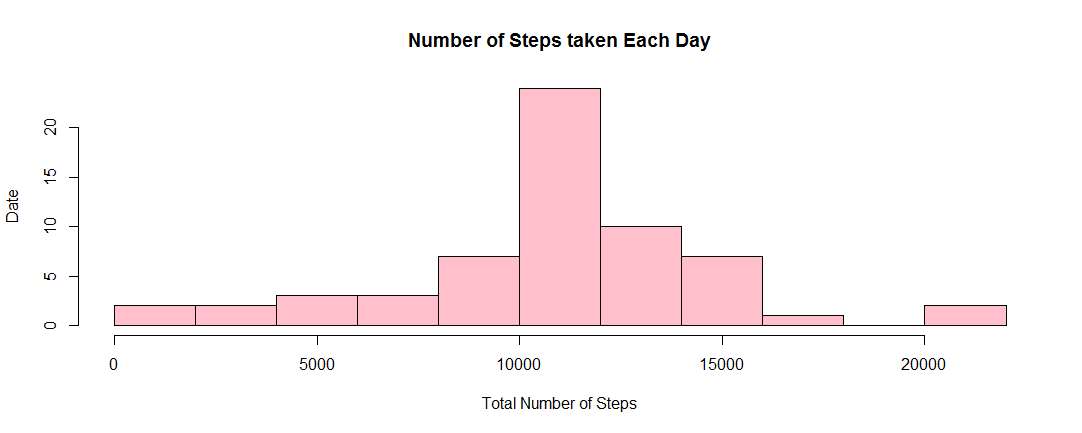 Number of Steps taken Each Day
Date
20
15
10
5
0
0 5000 10000 15000 20000
Total Number of Steps